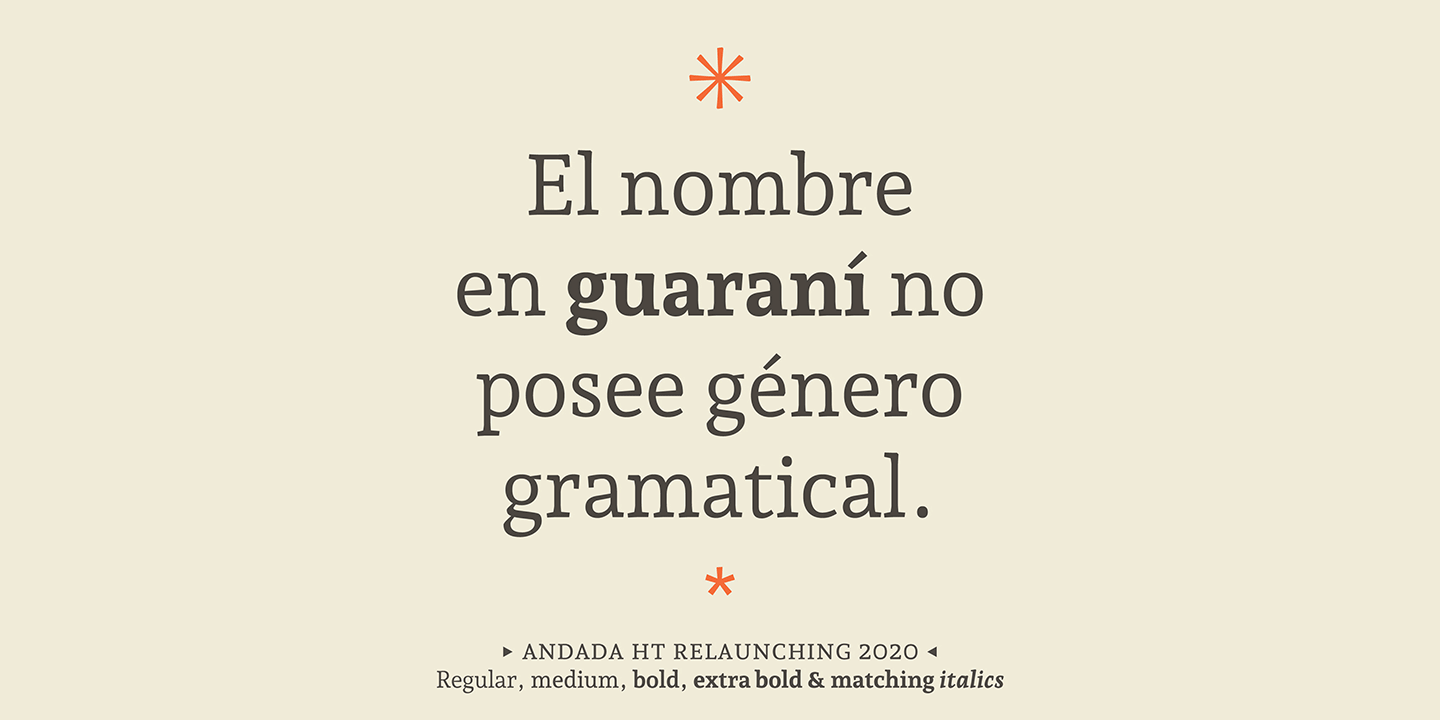 El nombre
en guaraní no
posee género
gramatical.
*
▸ ANDADA HT RELAUNCHING 2020 ◂
Regular, medium, bold, extra bold & matching italics